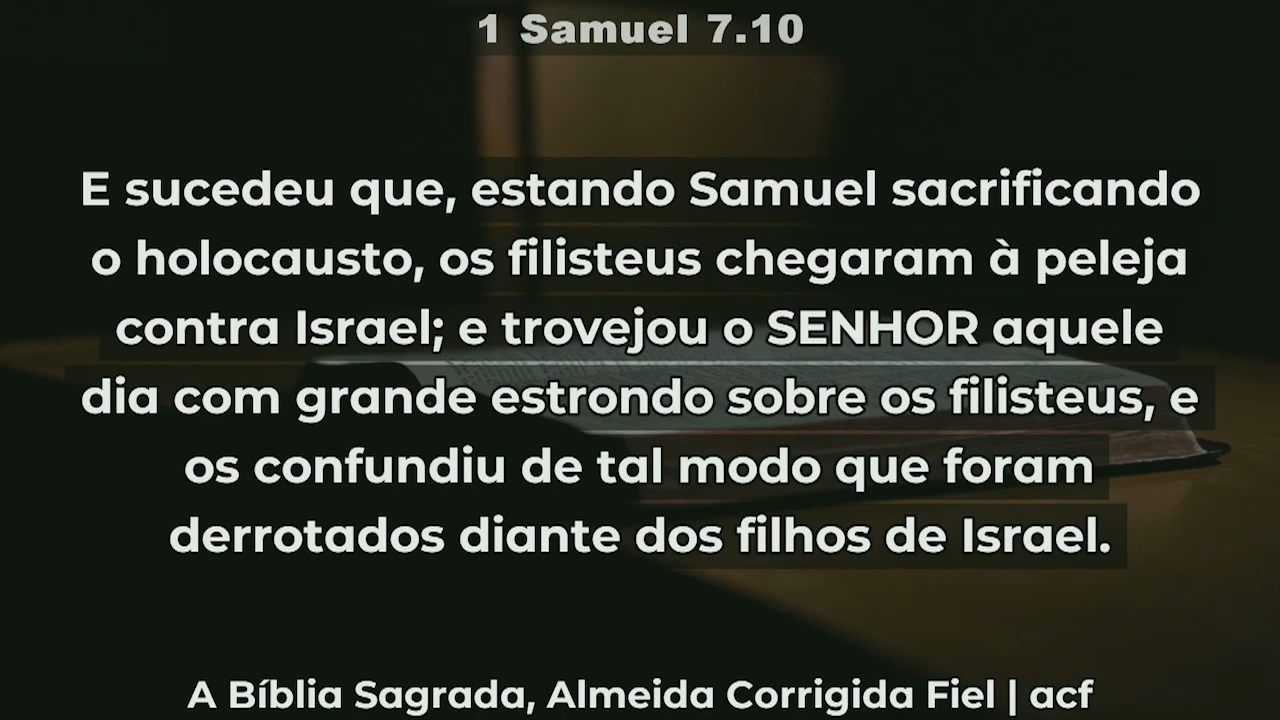 1 Samuel 7.10
E sucedeu que, estando Samuel sacrificando
o holocausto, os filisteus chegaram à peleja
contra Israel; e trovejou o SENHOR aquele
dia com grande estrondo sobre os filisteus, e
os confundiu de tal modo que foram
derrotados diante dos filhos de Israel.
A Bíblia Sagrada, Almeida Corrigida Fiel | acf